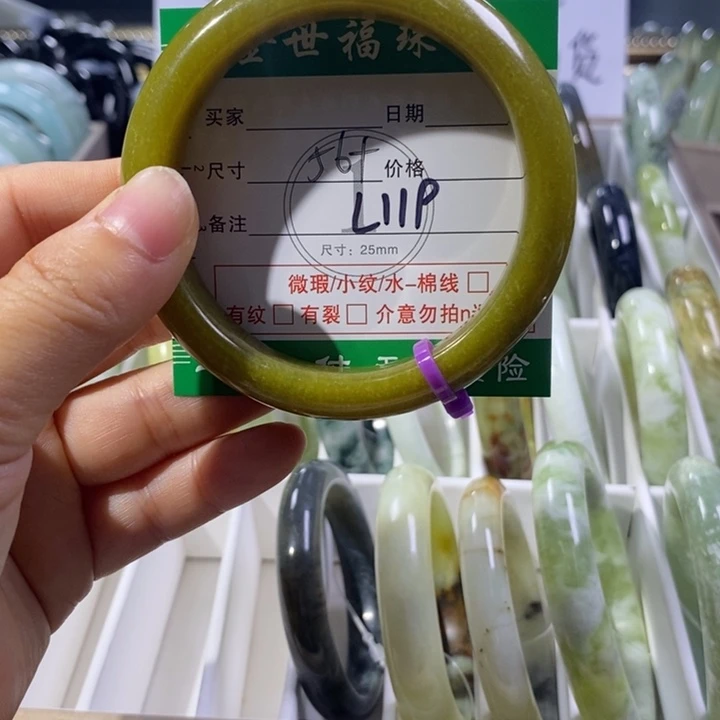 世福珠
买家 日期
尺寸 56+ 价格
备注 L11P
尺寸：25mm
微瑕/小纹/水-棉线
有纹 有裂 介意勿拍
险